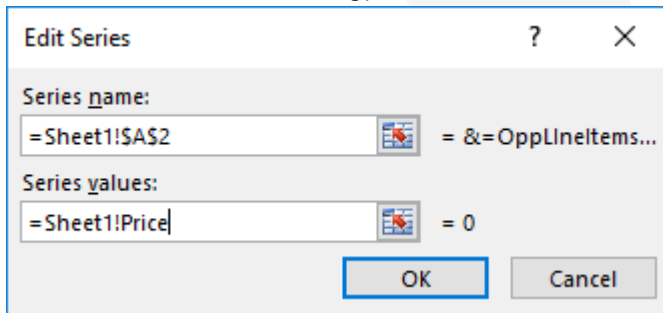 Edit Series ? ×
Series name:
=Sheet1!$A$2 = &=OppLIneItems...
Series values:
=Sheet1!Price = 0
OK Cancel